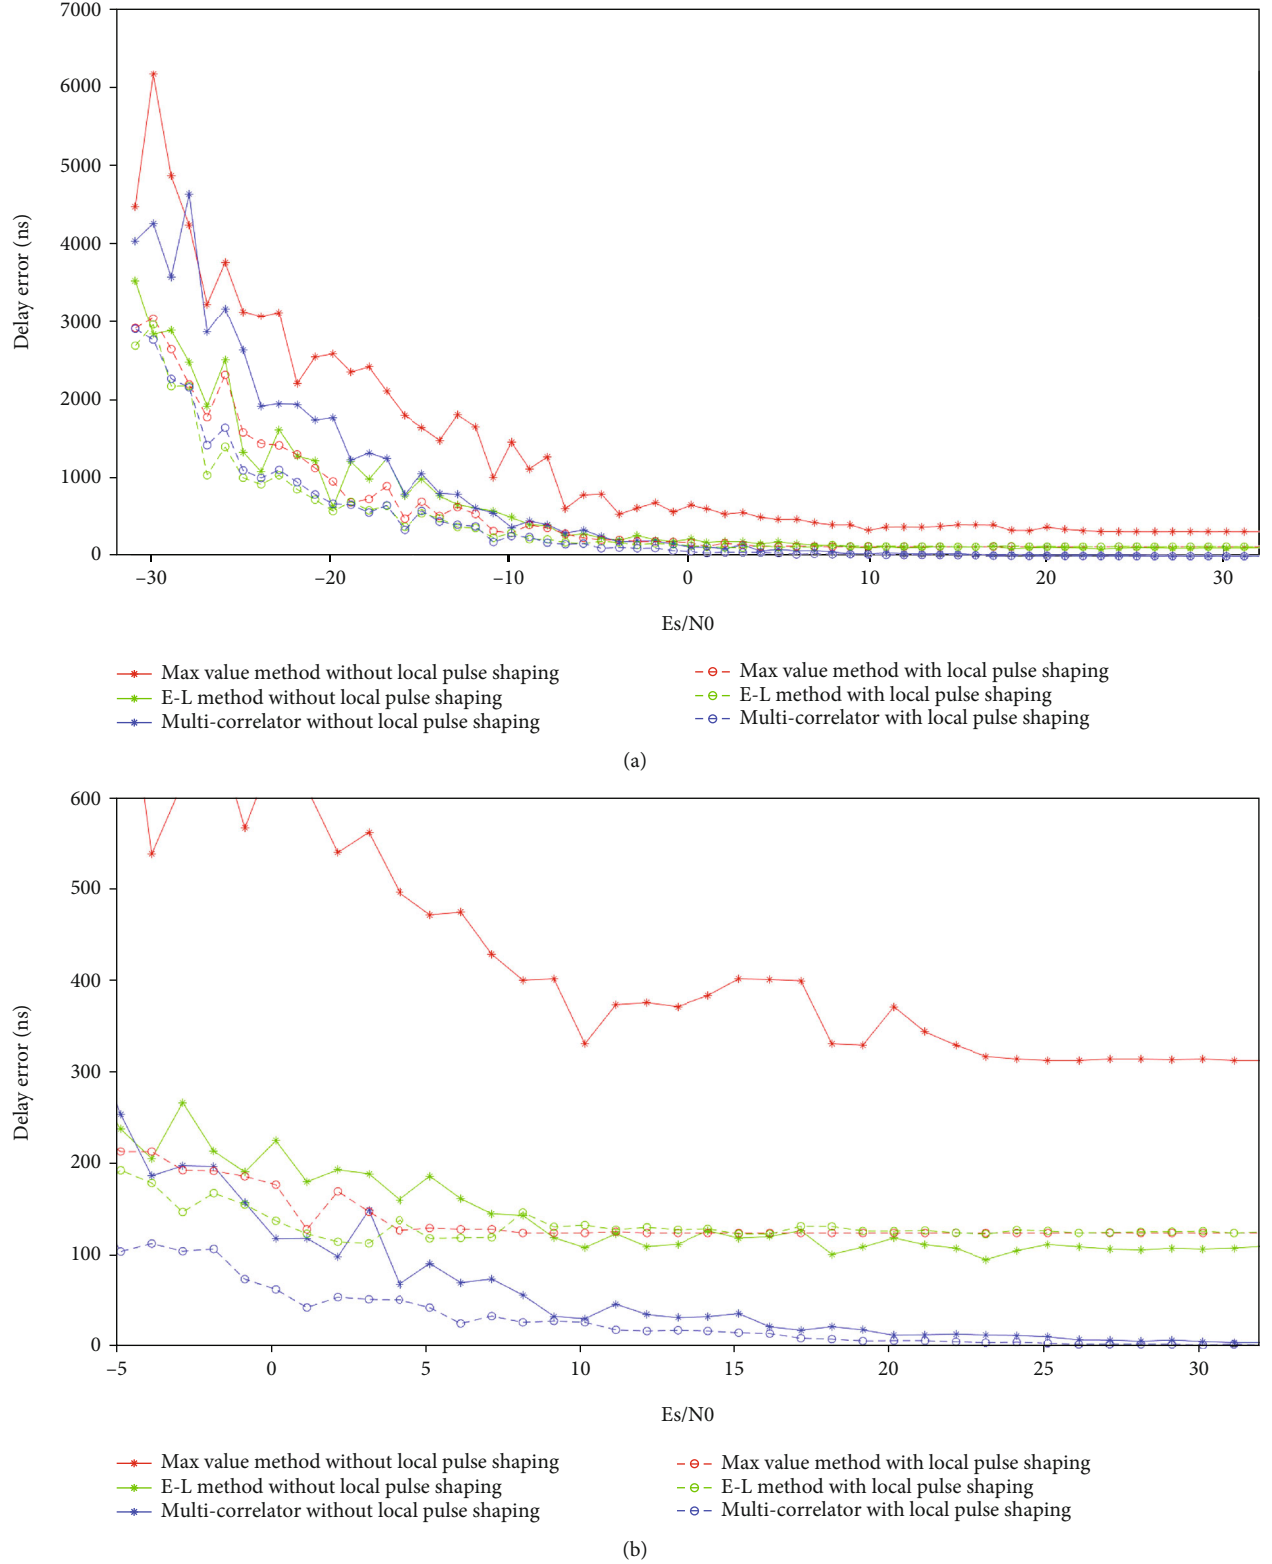 7000
6000
5000
4000
3000
2000
1000
0
Delay error (ns)
–30 –20 –10 0 10 20 30
Es/N0
Max value method without local pulse shaping
E-L method without local pulse shaping
Multi-correlator without local pulse shaping
Max value method with local pulse shaping
E-L method with local pulse shaping
Multi-correlator with local pulse shaping
(a)
600
500
400
300
200
100
0
Delay error (ns)
–5 0 5 10 15 20 25 30
Es/N0
Max value method without local pulse shaping
E-L method without local pulse shaping
Multi-correlator without local pulse shaping
Max value method with local pulse shaping
E-L method with local pulse shaping
Multi-correlator with local pulse shaping
(b)